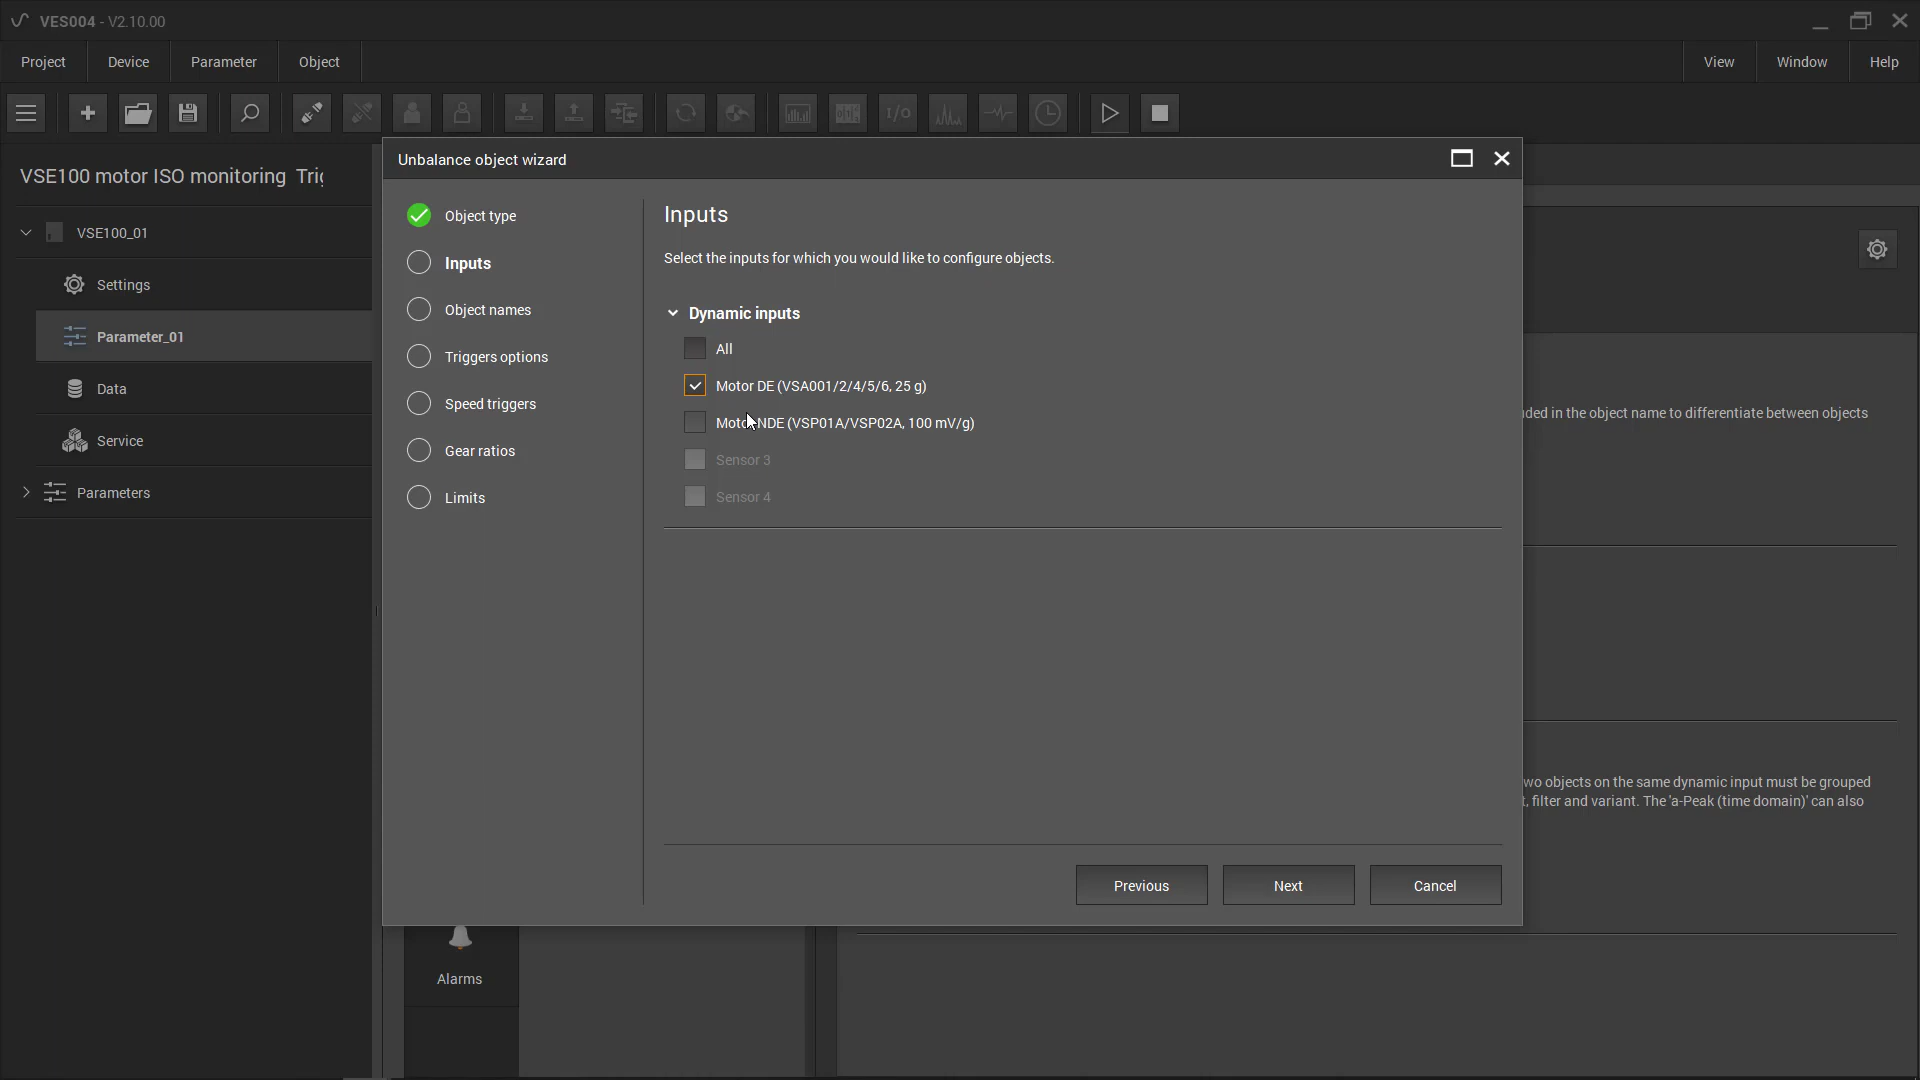 VES004 - V2.10.00
Project Device Parameter Object View Window Help
I/O
VSE100 motor ISO monitoring
VSE100_01
Settings
Parameter_01
Data
Service
Parameters
Unbalance object wizard
Object type
Inputs
Object names
Triggers options
Speed triggers
Gear ratios
Limits
Inputs
Select the inputs for which you would like to configure objects.
Dynamic inputs
All
Motor DE (VSA001/2/4/5/6, 25 g)
NDE (VSP01A/VSP02A, 100 mV/g)
Sensor 3
Sensor 4
Previous Next Cancel
in the object name to differentiate between objects
objects on the same dynamic input must be grouped
filter and variant. The 'a-Peak (time domain)' can also
Alarms